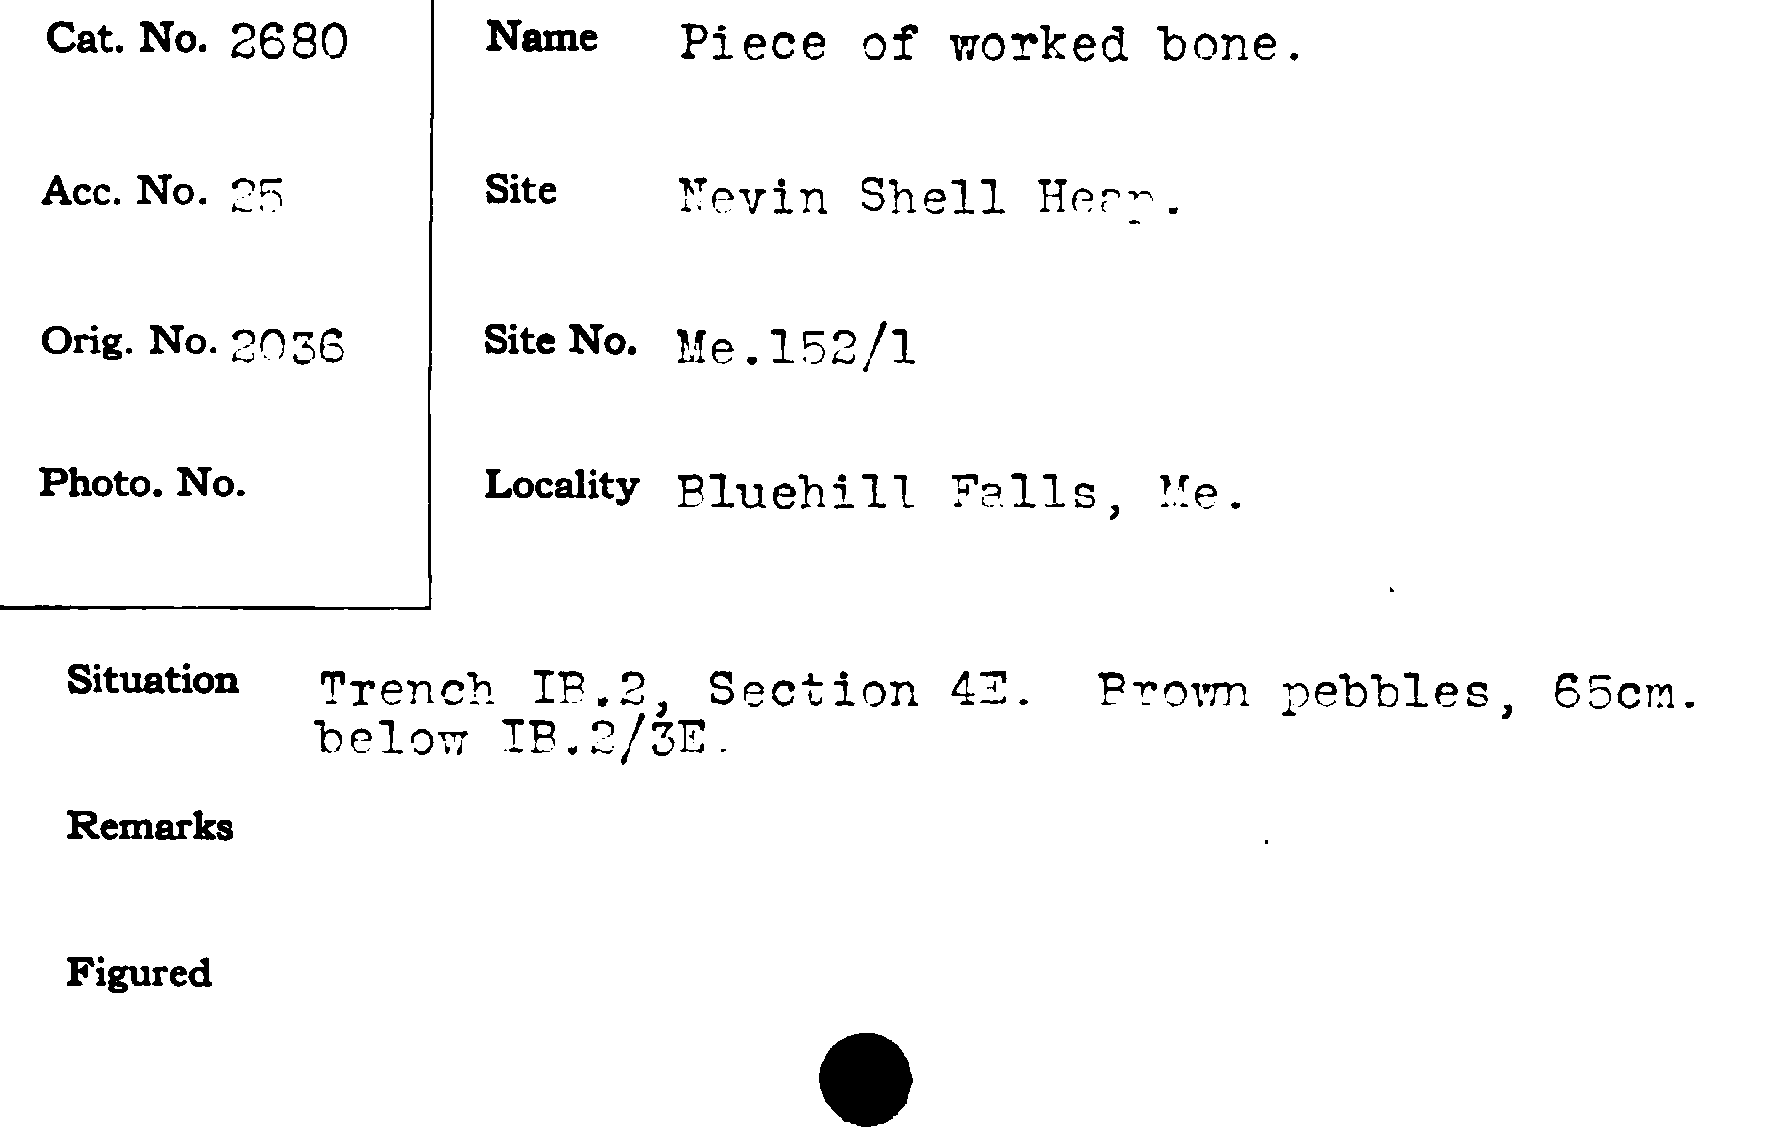 Cat. No. 2680
Name Piece of worked bone.
Acc. No. 25
Site Nevin Shell Heap.
Orig. No. 2036
Site No. Me.152/1
Photo. No.
Locality Bluehill Falls, Me.
Situation Trench IB.2, Section 4E. Brown pebbles, 65cm.
below IB.2/3E.
Remarks
Figured